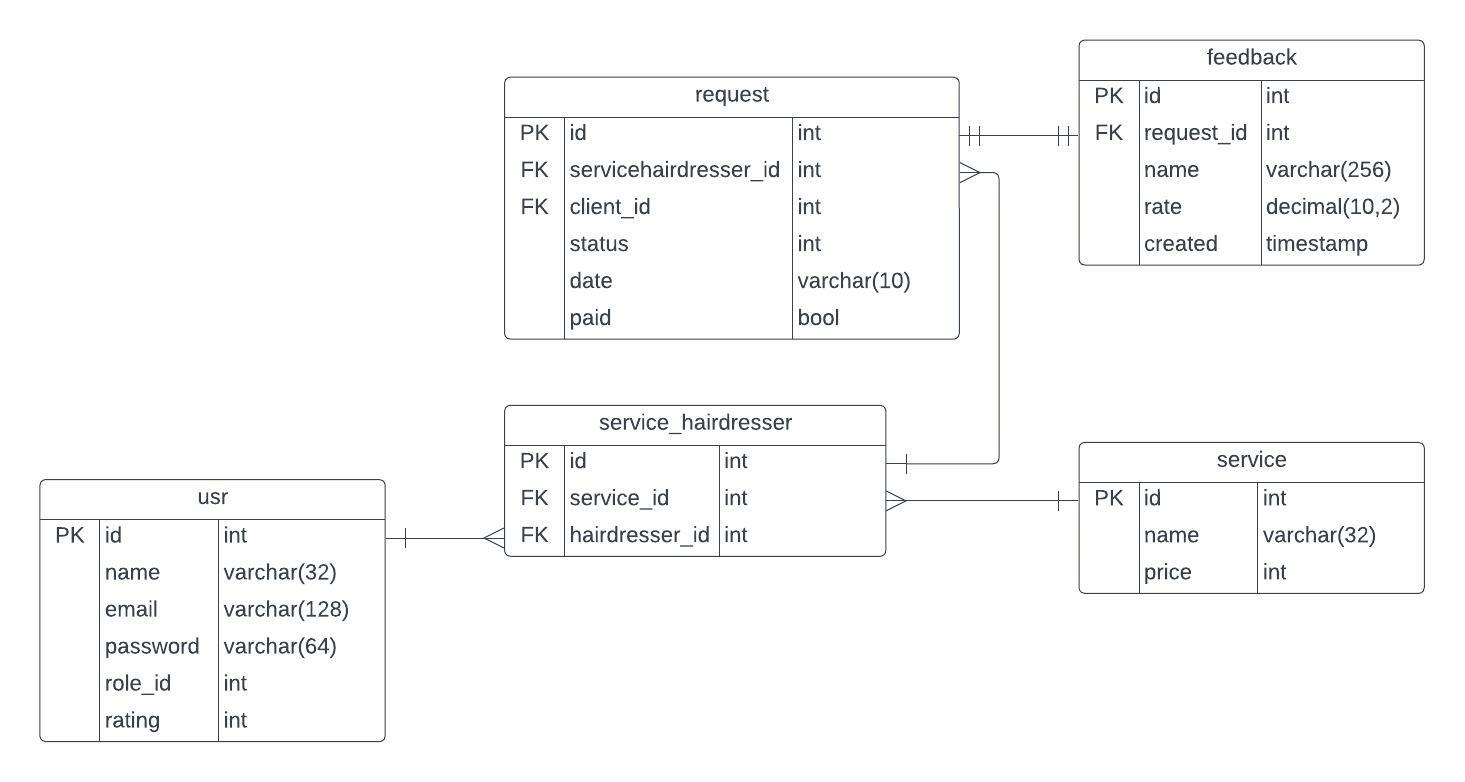 feedback
PK id int
FK request_id int
name varchar(256)
rate decimal(10,2)
created timestamp
request
PK id int
FK servicehairdresser_id int
FK client_id int
status int
date varchar(10)
paid bool
service_hairdresser
PK id int
FK service_id int
FK hairdresser_id int
service
PK id int
name varchar(32)
price int
usr
PK id int
name varchar(32)
email varchar(128)
password varchar(64)
role_id int
rating int